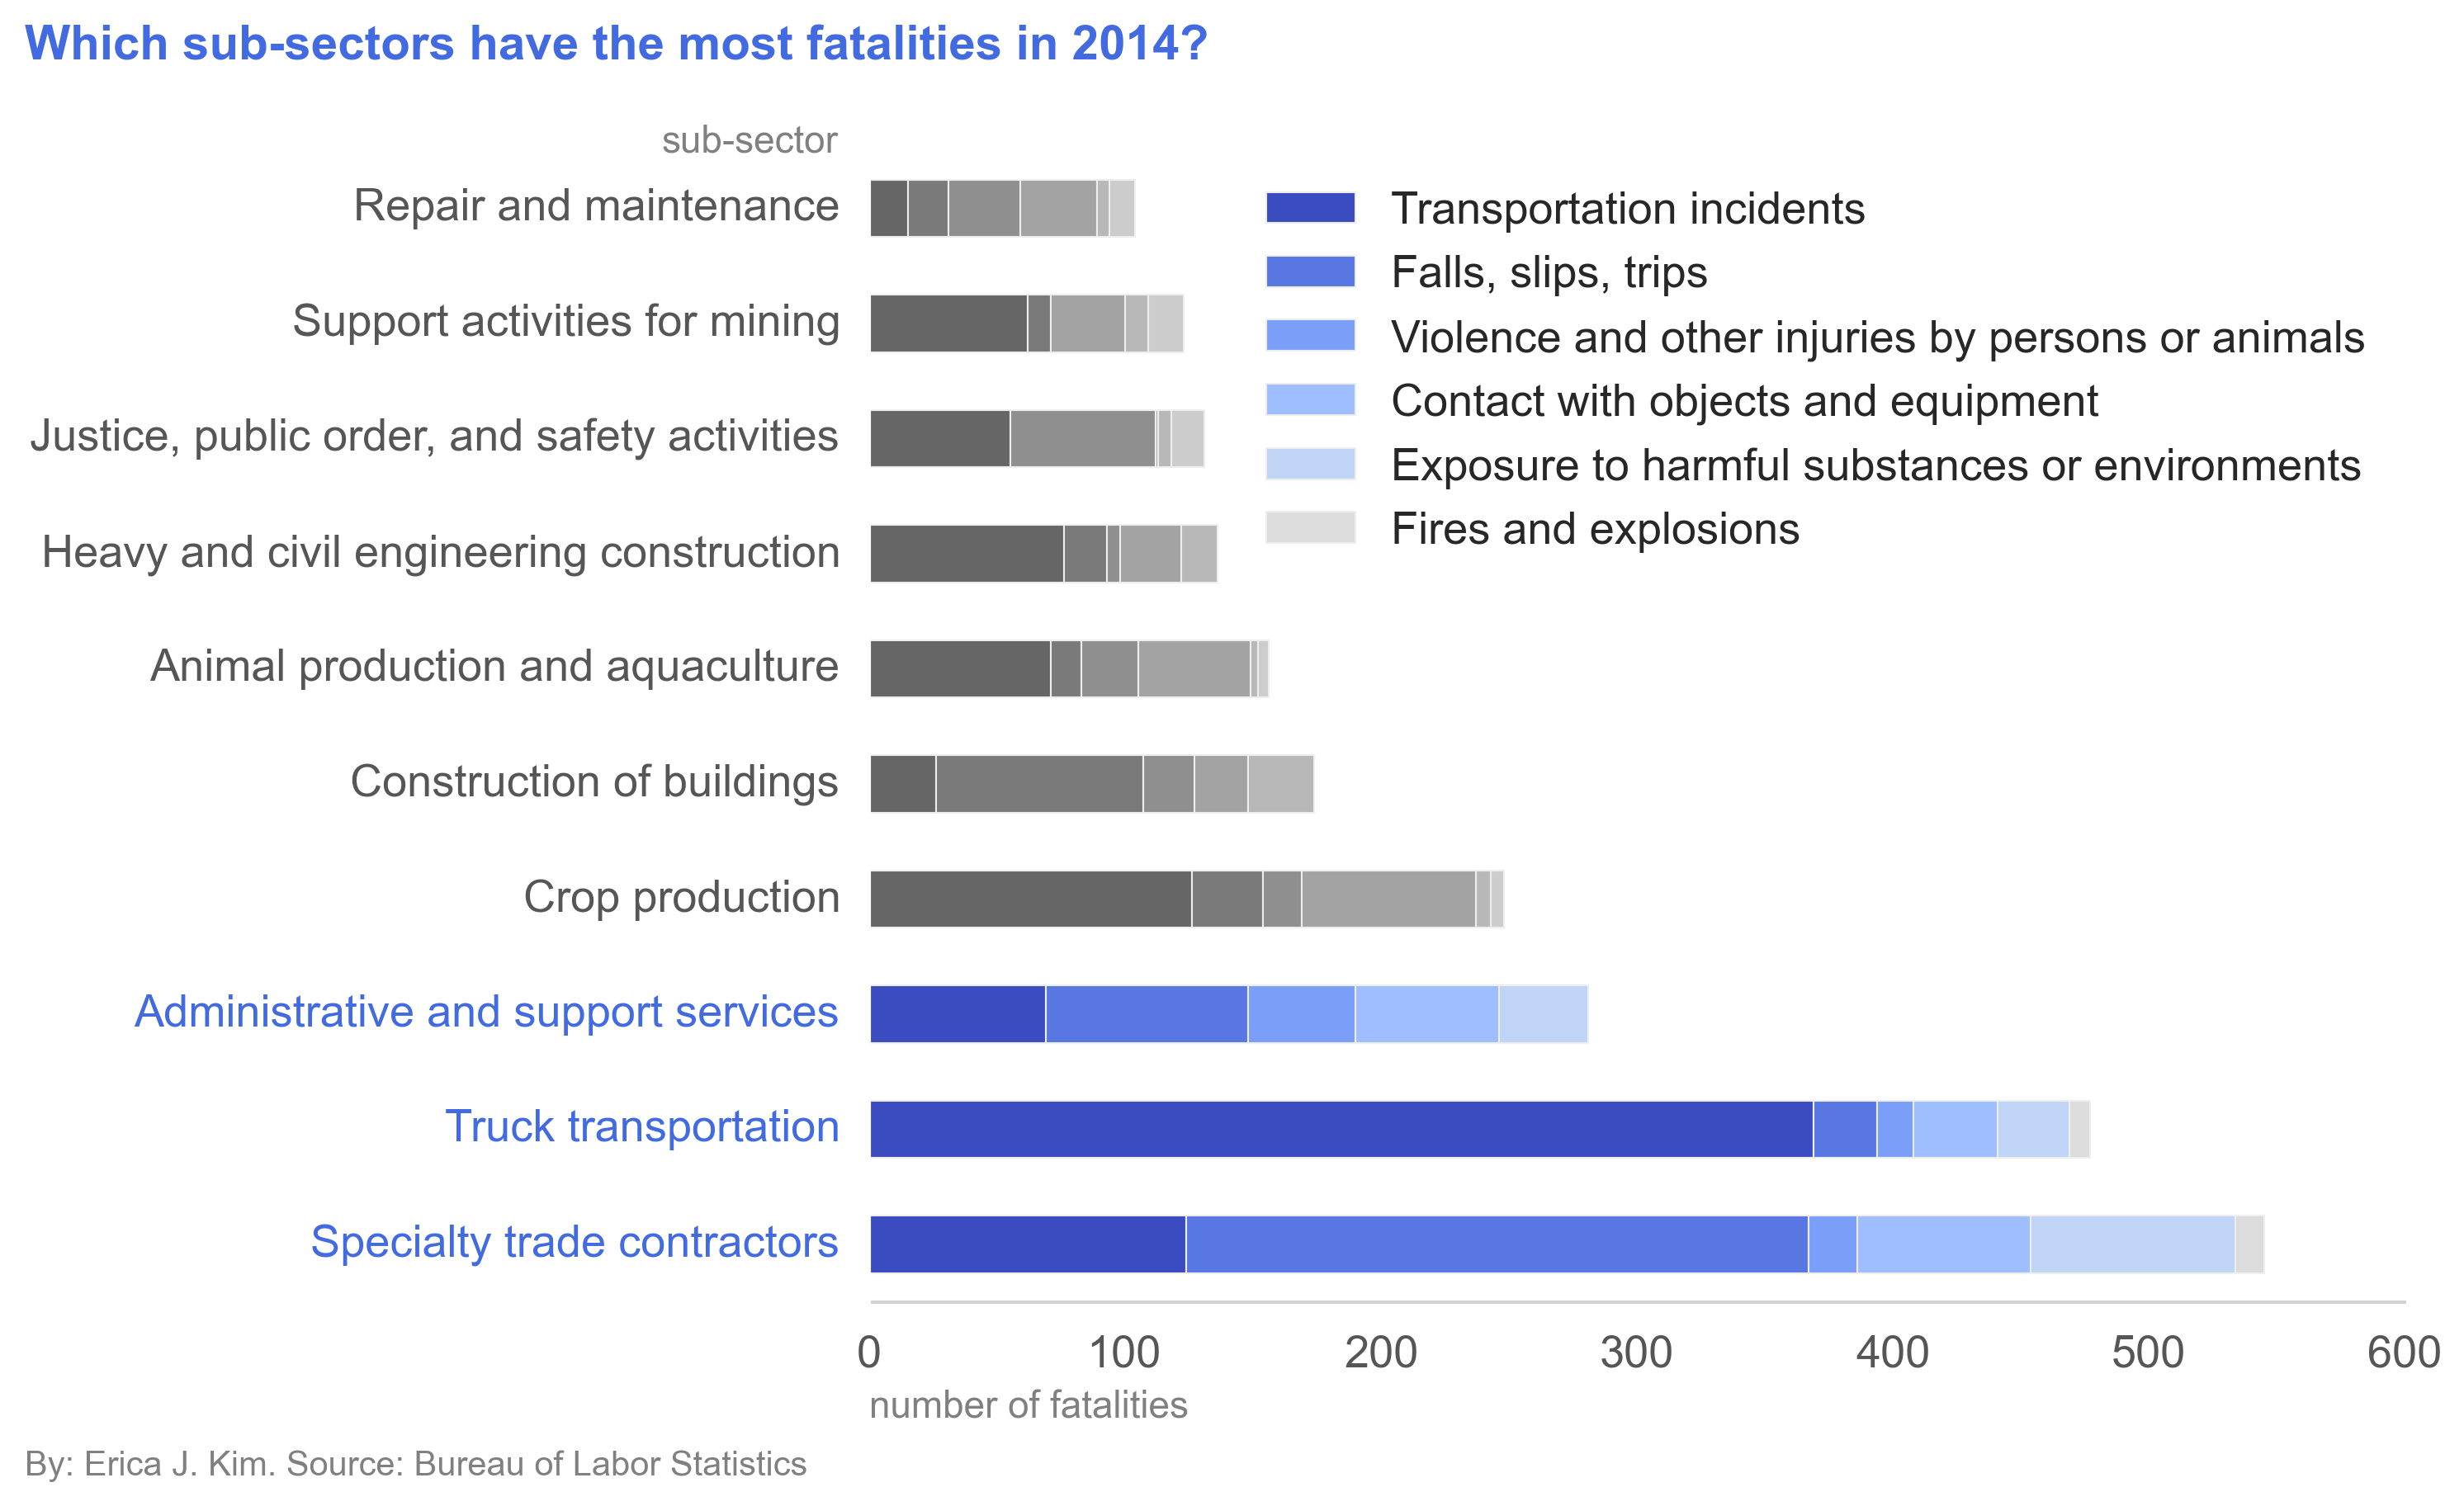 Which sub-sectors have the most fatalities in 2014?
sub-sector
Repair and maintenance
Support activities for mining
Justice, public order, and safety activities
Heavy and civil engineering construction
Animal production and aquaculture
Construction of buildings
Crop production
Administrative and support services
Truck transportation
Specialty trade contractors
Transportation incidents
Falls, slips, trips
Violence and other injuries by persons or animals
Contact with objects and equipment
Exposure to harmful substances or environments
Fires and explosions
0 100 200 300 400 500 600
number of fatalities
By: Erica J. Kim. Source: Bureau of Labor Statistics